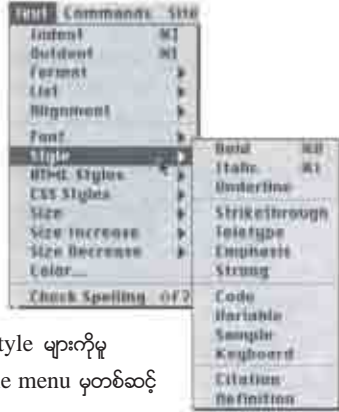 Text Commands Site
Indent ⌘]
Outdent ⌘[
Format
List
Alignment
Font
Style
HTML Styles
CSS Styles
Size
Size Increase
Size Decrease
Color...
Check Spelling ⇧F7
Bold ⌘B
Italic ⌘I
Underline
Strikethrough
Teletype
Emphasis
Strong
Code
Variable
Sample
Keyboard
Citation
Definition
tyle များကိုမူ
le menu မှတစ်ဆင့်